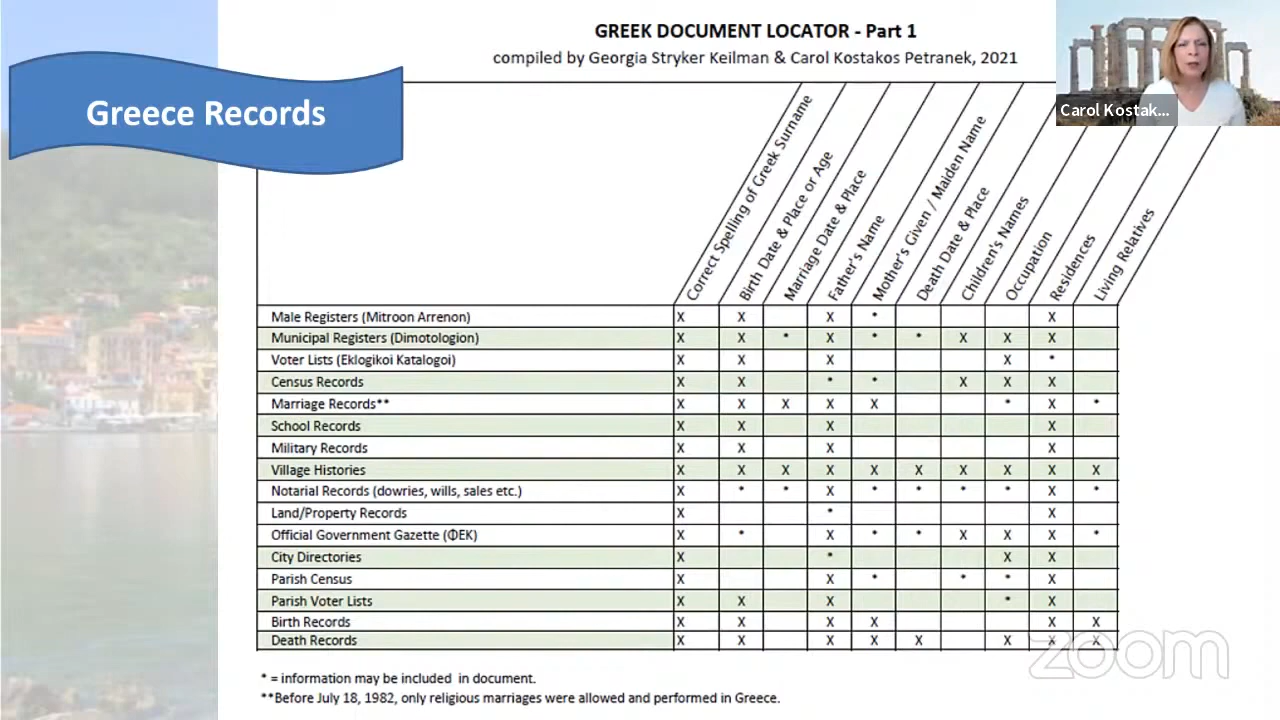 GREEK DOCUMENT LOCATOR - Part 1
compiled by Georgia Stryker Keilman & Carol Kostakos Petranek, 2021
Carol Kostak...
Greece Records
Correct Spelling of Greek Surname
Birth Date & Place or Age
Marriage Date & Place
Father's Name
Mother's Given / Maiden Name
Death Date & Place
Children's Names
Occupation
Residences
Living Relatives
Male Registers (Mitroon Arrenon) X X X * X
Municipal Registers (Dimotologion) X X * X * * X X X
Voter Lists (Eklogikoi Katalogoi) X X X X *
Census Records X X * * X X X
Marriage Records** X X X X X * X *
School Records X X X X
Military Records X X X X
Village Histories X X X X X X X X X X
Notarial Records (dowries, wills, sales etc.) X * * X * * * * X *
Land/Property Records X * X
Official Government Gazette (ΦΕΚ) X * X * * X X X *
City Directories X * X X
Parish Census X X * * * X
Parish Voter Lists X X X * X
Birth Records X X X X X X
Death Records X X X X X X X X
zoom
* = information may be included in document.
**Before July 18, 1982, only religious marriages were allowed and performed in Greece.